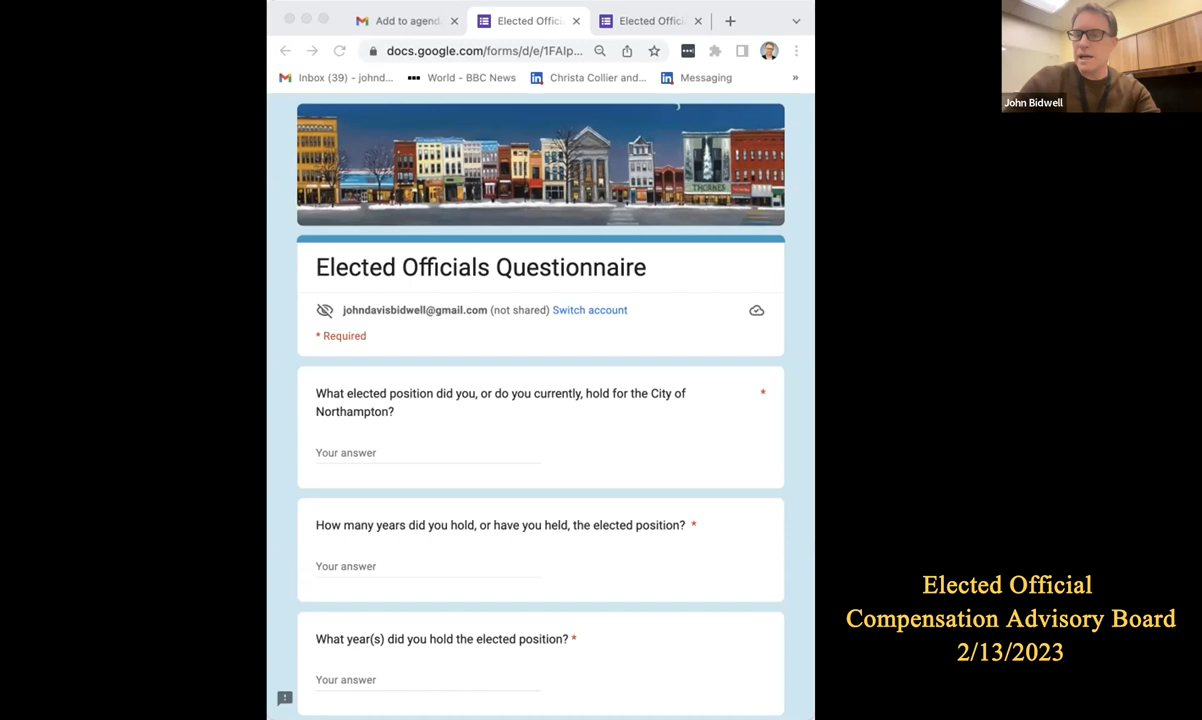 Add to agend
Elected Offici
Elected Offici
docs.google.com/forms/d/e/1FAIp...
Inbox (39) - johnd...
World - BBC News
Christa Collier and...
Messaging
»
THORNES
John Bidwell
Elected Officials Questionnaire
johndavisbidwell@gmail.com (not shared) Switch account
* Required
What elected position did you, or do you currently, hold for the City of *
Northampton?
Your answer
How many years did you hold, or have you held, the elected position? *
Your answer
What year(s) did you hold the elected position? *
Your answer
Elected Official
Compensation Advisory Board
2/13/2023